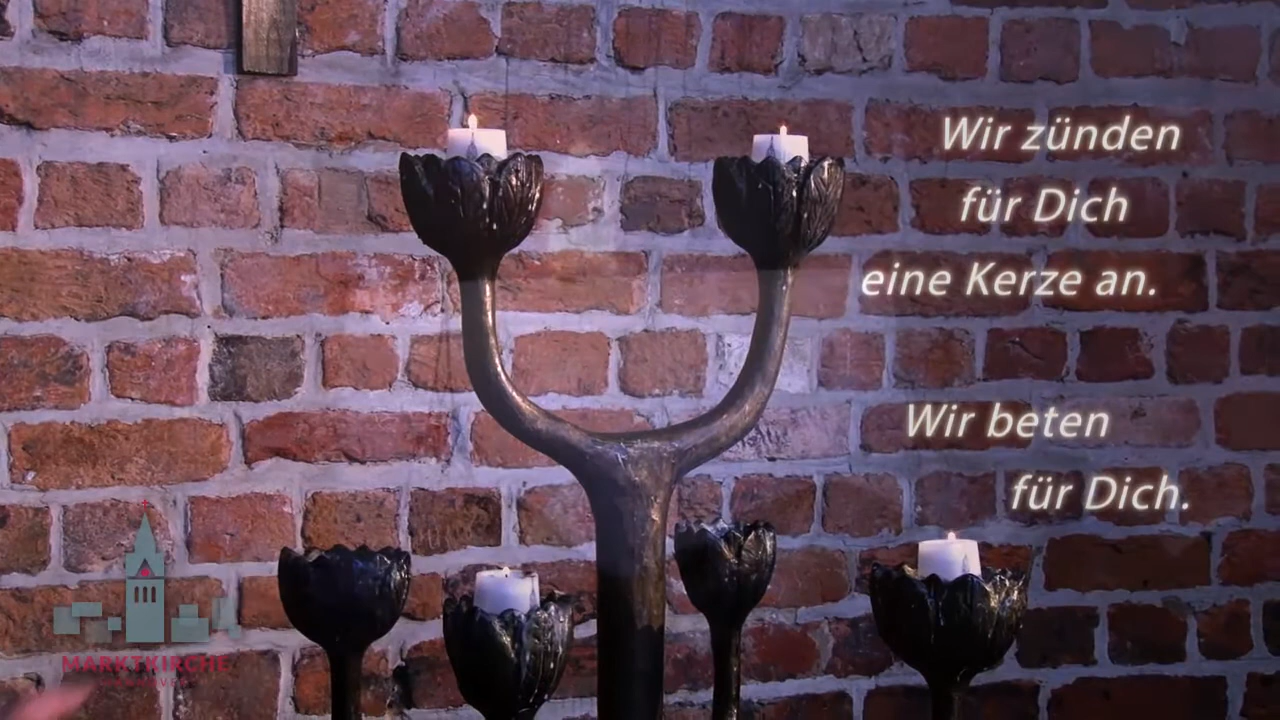 Wir zünden
für Dich
eine Kerze an.
Wir beten
für Dich.
MARKTKIRCHE